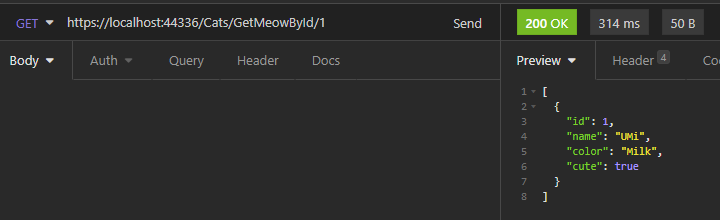 GET https://localhost:44336/Cats/GetMeowById/1 Send 200 OK 314 ms 50 B
Body Auth Query Header Docs Preview Header 4 Co
1 [
2 {
3 "id": 1,
4 "name": "UMi",
5 "color": "Milk",
6 "cute": true
7 }
8 ]